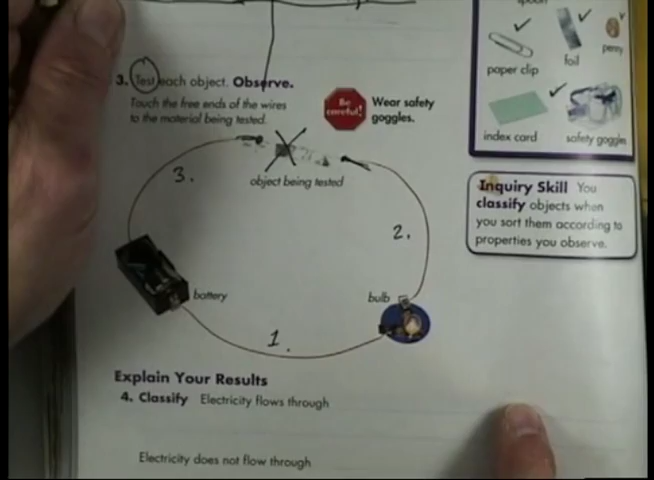 spoon
paper clip
foil
penny
index card
safety goggles
3. Test each object. Observe.
Touch the free ends of the wires
to the material being tested.
Be
careful!
Wear safety
goggles.
object being tested
3.
2.
battery
bulb
1.
Inquiry Skill You
classify objects when
you sort them according to
properties you observe.
Explain Your Results
4. Classify Electricity flows through
Electricity does not flow through